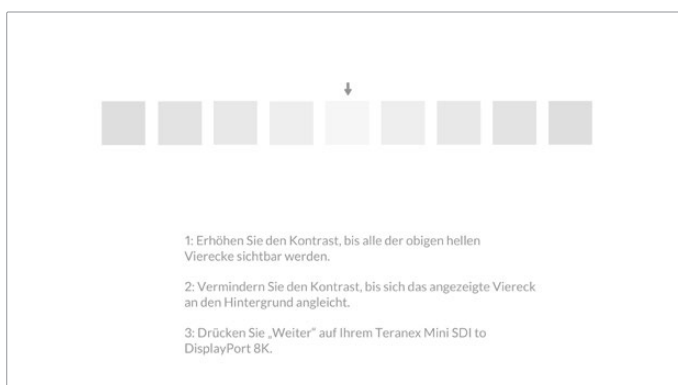 1: Erhöhen Sie den Kontrast, bis alle der obigen hellen
Vierecke sichtbar werden.
2: Vermindern Sie den Kontrast, bis sich das angezeigte Viereck
an den Hintergrund angleicht.
3: Drücken Sie „Weiter“ auf Ihrem Teranex Mini SDI to
DisplayPort 8K.